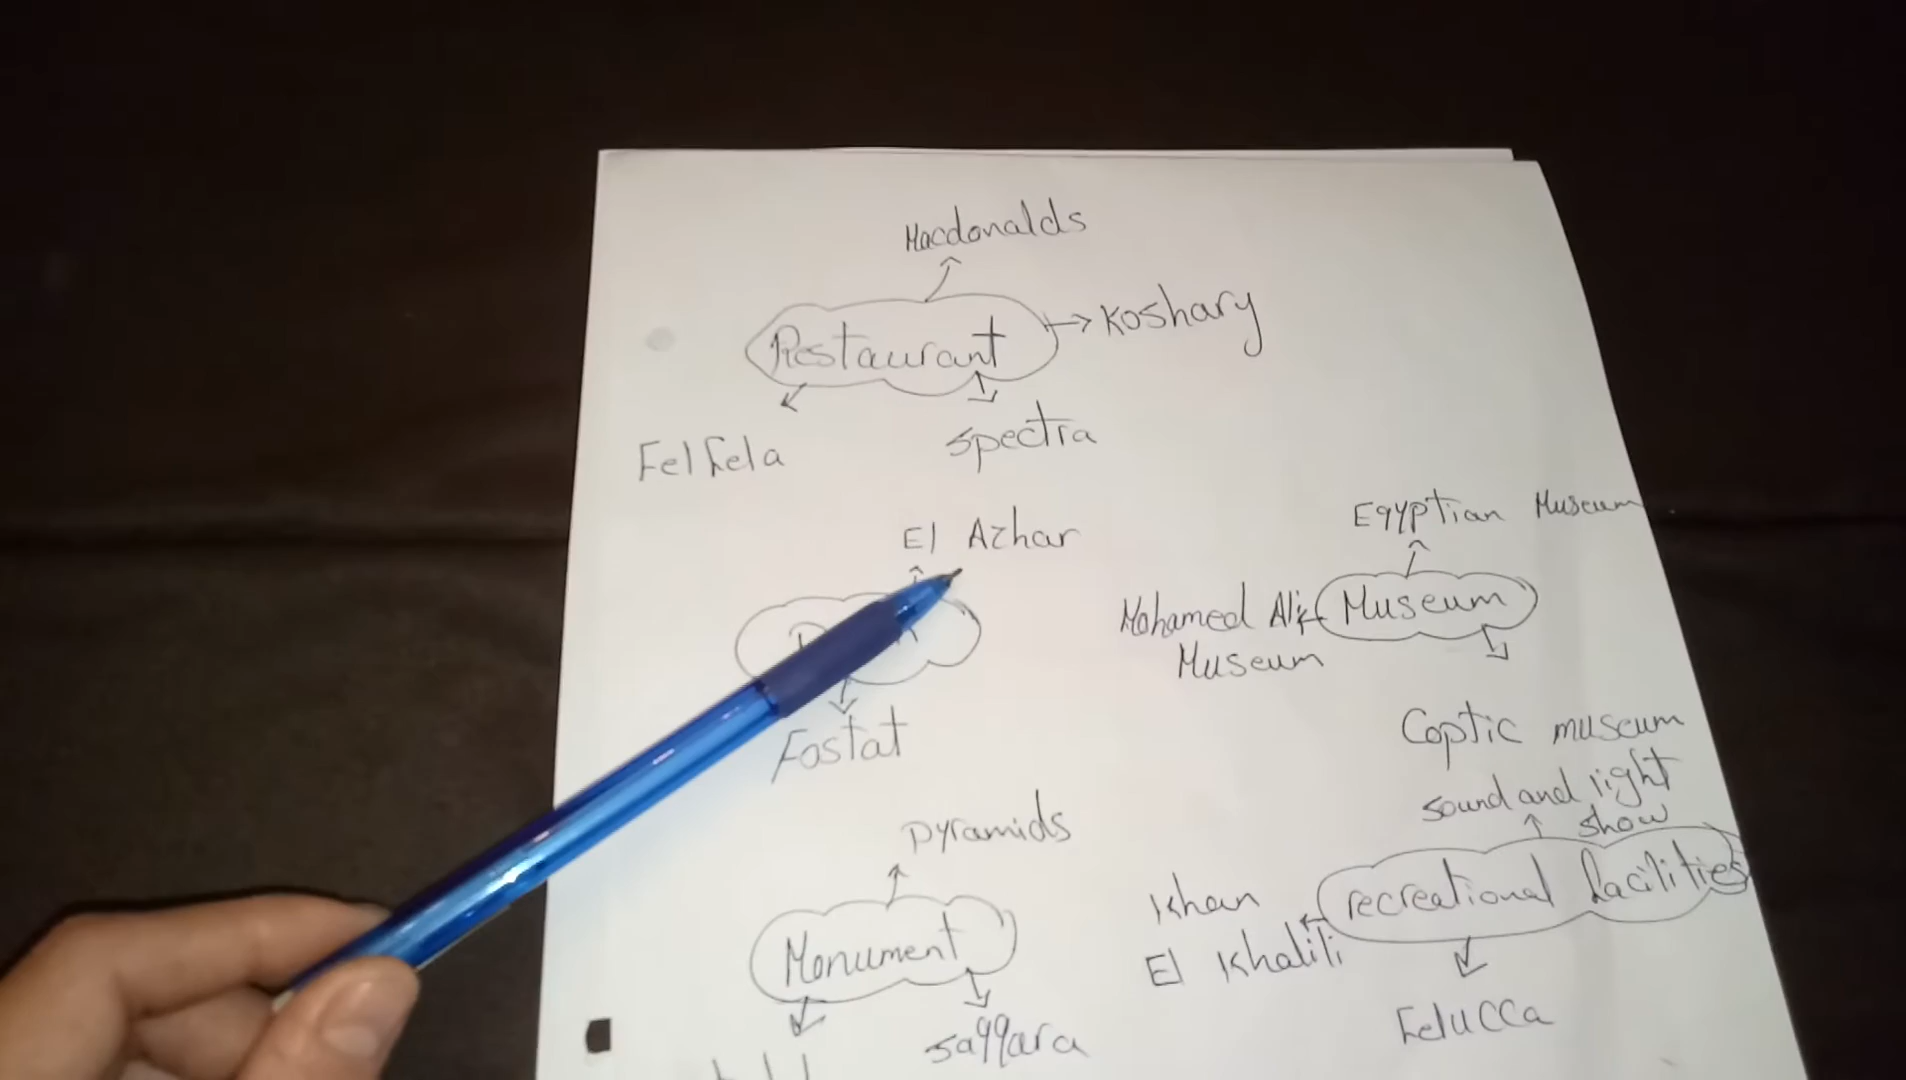 Macdonalds
Restaurant
Koshary
Felfela
Spectra
El Azhar
Fostat
Egyptian Museum
Museum
Mohamed Ali
Museum
Coptic museum
Pyramids
Monument
saqqara
sound and light
show
recreational facilities
Khan
El Khalili
Felucca